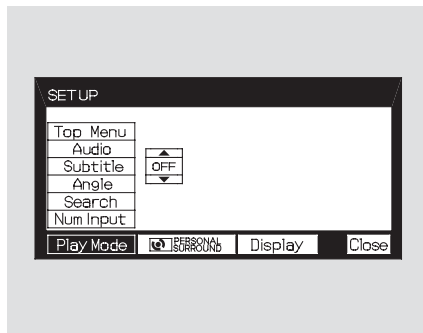 SETUP
Top Menu
Audio
Subtitle
OFF
Angle
Search
Num Input
Play Mode
PERSONAL
SURROUND
Display
Close